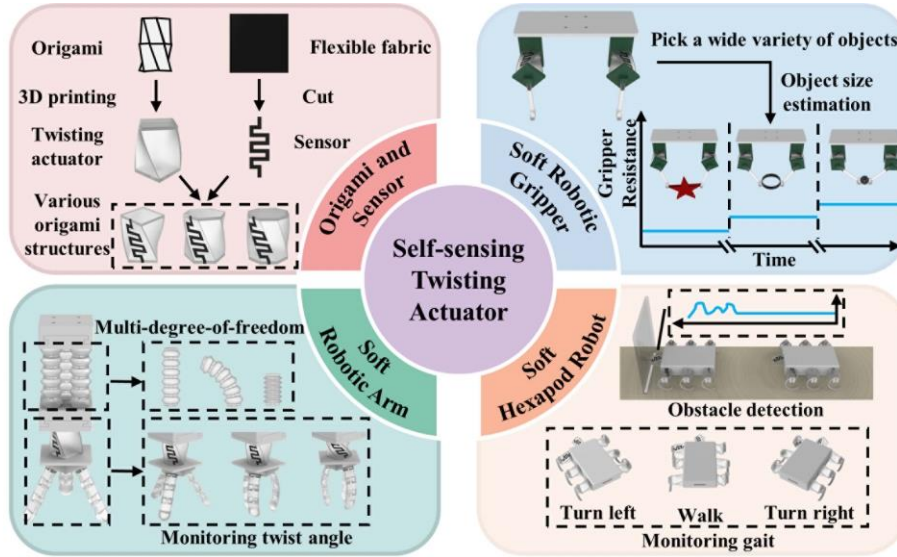 Origami
Flexible fabric
3D printing
Cut
Twisting
actuator
Sensor
Various
origami
structures
Origami and
Sensor
Pick a wide variety of objects
Object size
estimation
Gripper
Resistance
Time
Soft Robotic
Gripper
Self-sensing
Twisting
Actuator
Multi-degree-of-freedom
Monitoring twist angle
Soft
Robotic Arm
Soft
Hexapod Robot
Obstacle detection
Turn left
Walk
Turn right
Monitoring gait